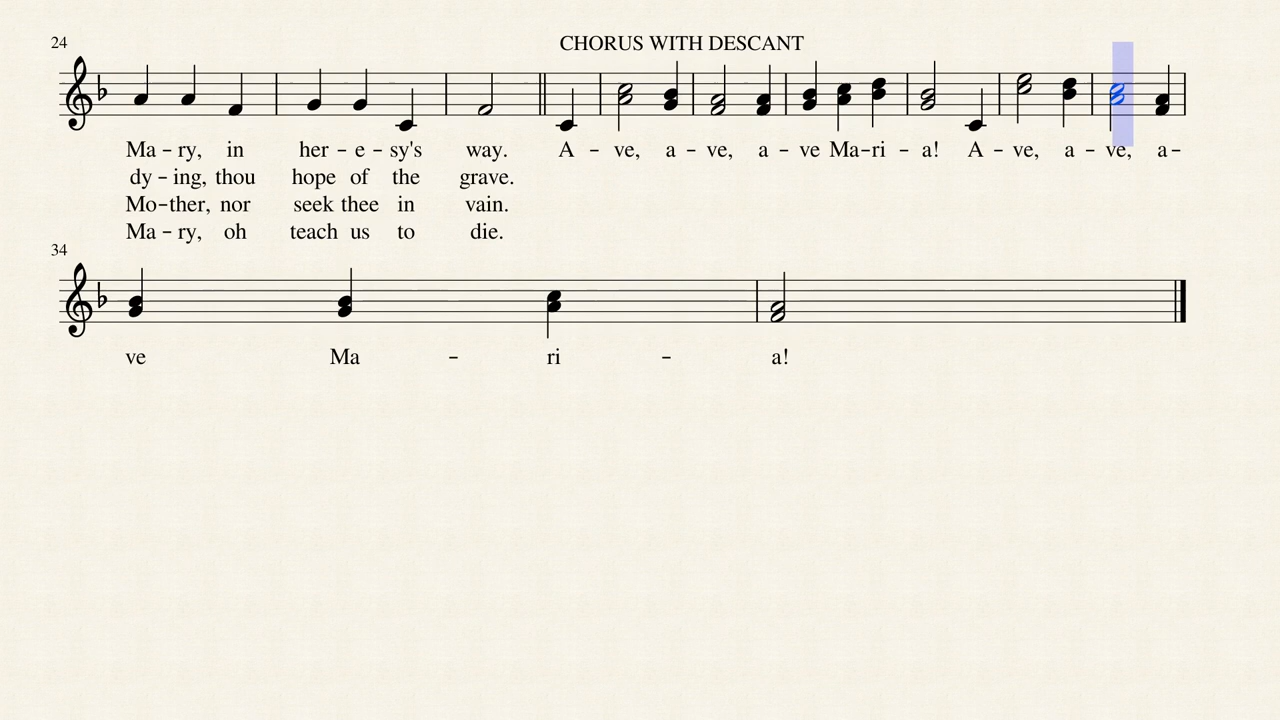 24
CHORUS WITH DESCANT
Ma – ry, in her – e – sy's way. A – ve, a – ve, a – ve Ma – ri – a! A – ve, a – ve, a –
dy – ing, thou hope of the grave.
Mo – ther, nor seek thee in vain.
Ma – ry, oh teach us to die.
34
ve Ma – ri – a!